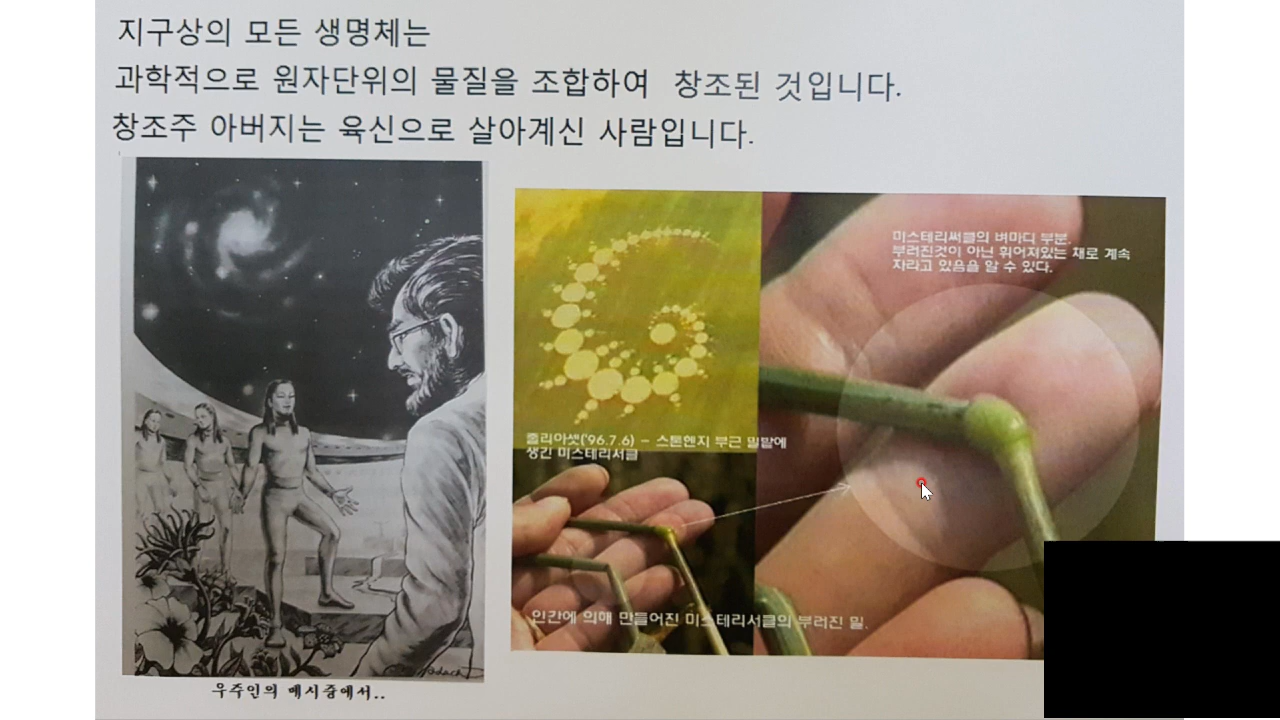 지구상의 모든 생명체는
과학적으로 원자단위의 물질을 조합하여 창조된 것입니다.
창조주 아버지는 육신으로 살아계신 사람입니다.
미스테리써클의 벼마디 부분.
부러진것이 아닌 휘어져있는 채로 계속
자라고 있음을 알 수 있다.
줄리아셋('96.7.6) – 스톤헨지 부근 밀밭에
생긴 미스테리서클
인간에 의해 만들어진 미스테리서클의 부러진 밀.
우주인의 메시중에서..